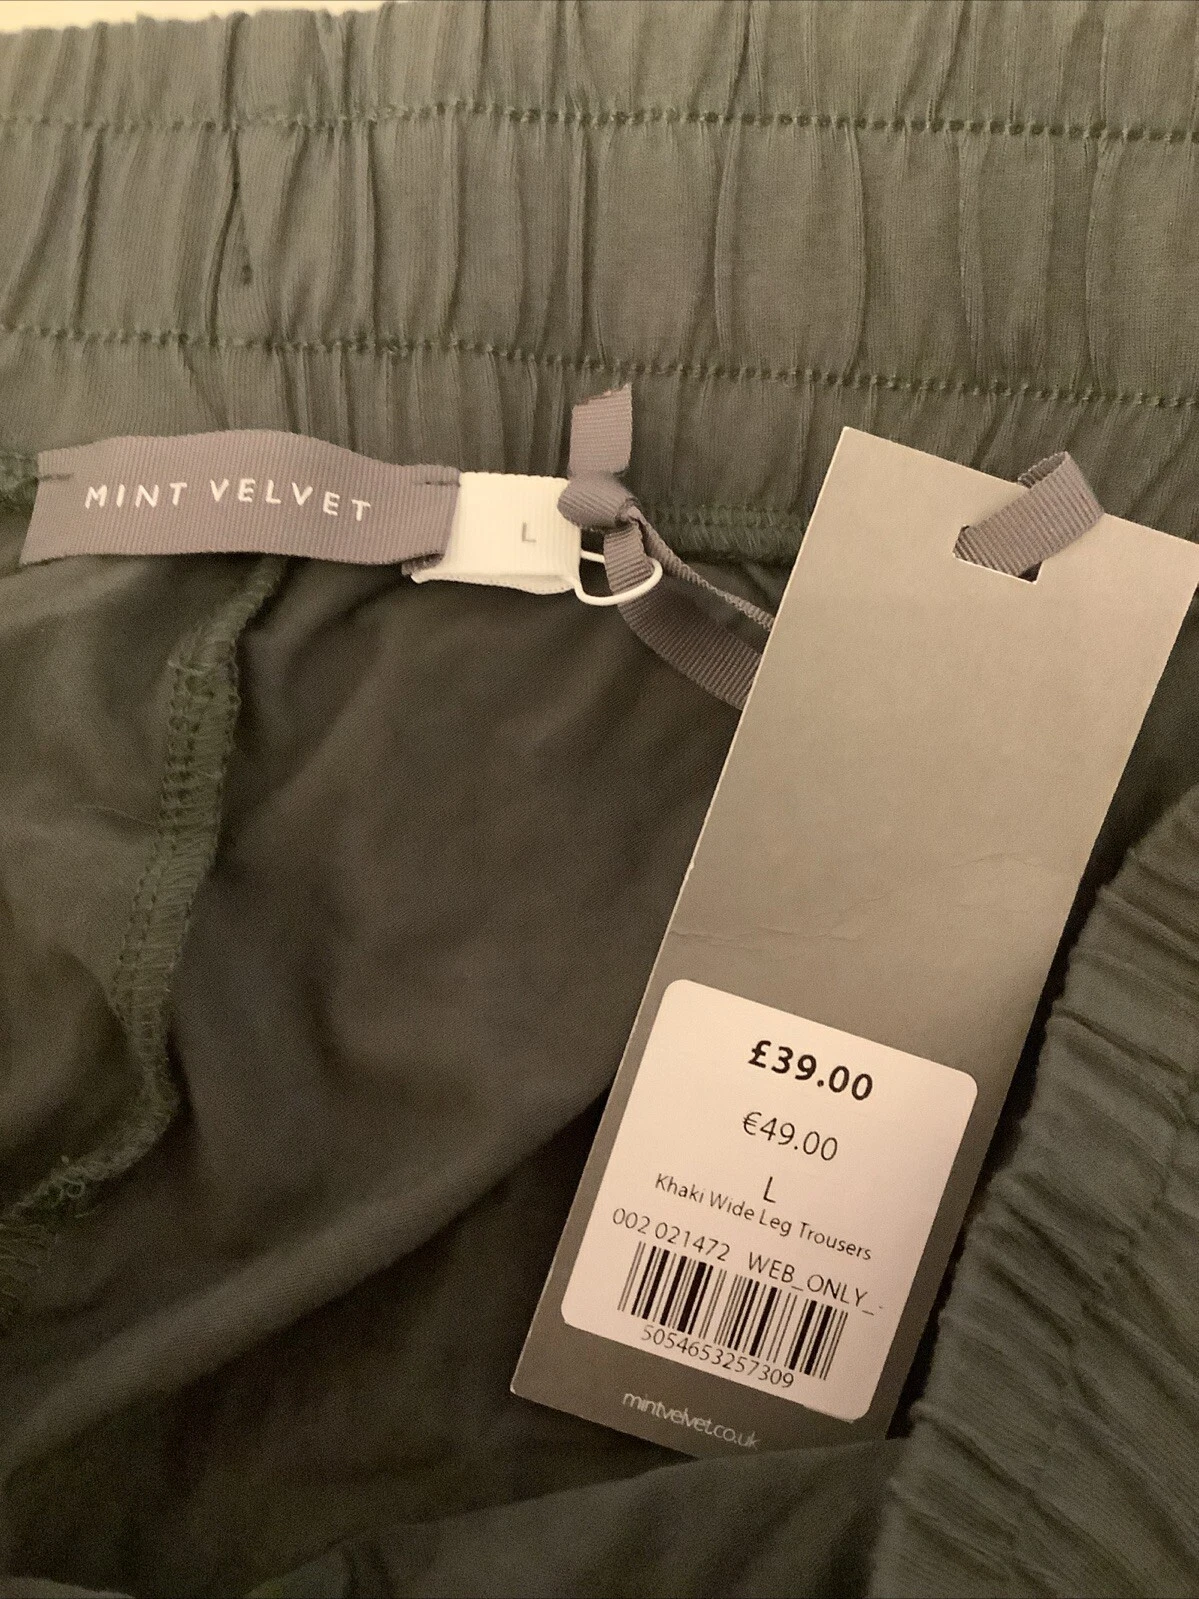 MINT VELVET
L
£39.00
€49.00
L
Khaki Wide Leg Trousers
002 021472 WEB_ONLY_-
5054653257309
mintvelvet.co.uk